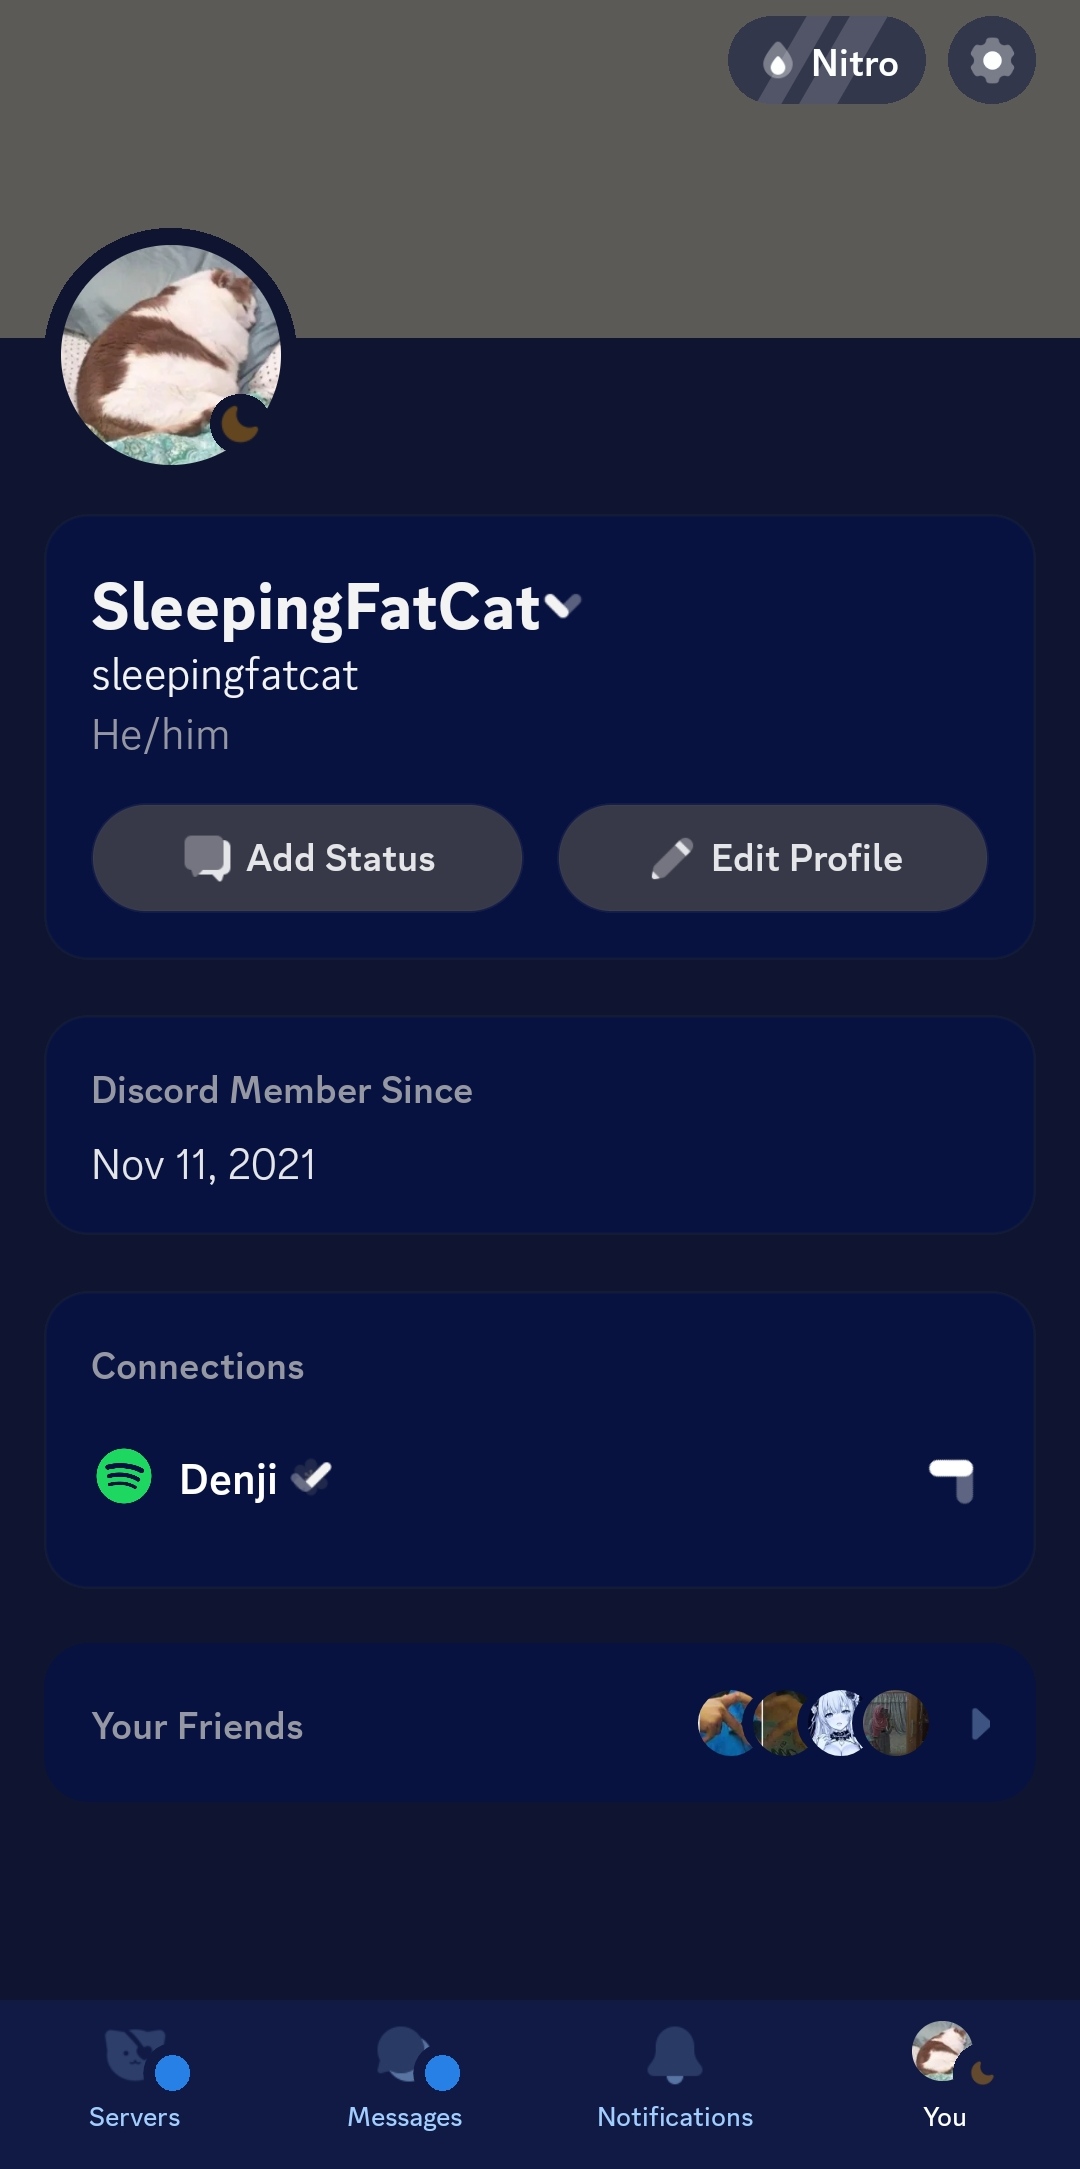 Nitro
SleepingFatCat
sleepingfatcat
He/him
Add Status
Edit Profile
Discord Member Since
Nov 11, 2021
Connections
Denji
Your Friends
Servers
Messages
Notifications
You